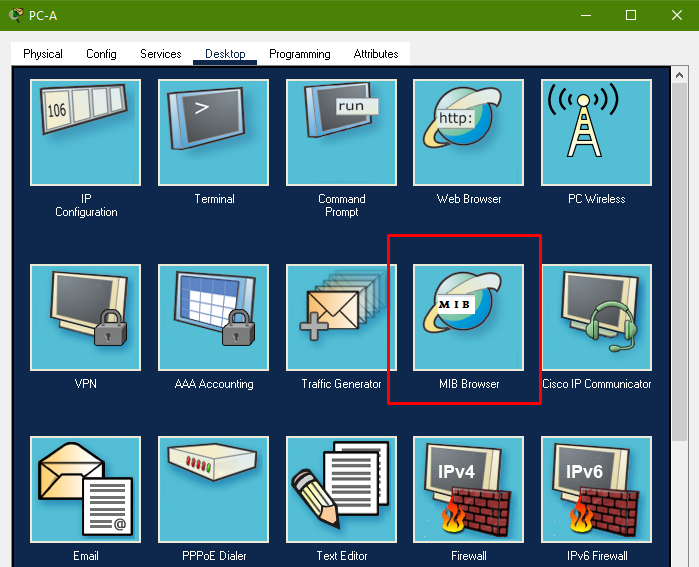 PC-A
Physical Config Services Desktop Programming Attributes
106
>
run
http:
IP
Configuration
Terminal
Command
Prompt
Web Browser
PC Wireless
MIB
VPN
AAA Accounting
Traffic Generator
MIB Browser
Cisco IP Communicator
@
IPv4
IPv6
Email
PPPoE Dialer
Text Editor
Firewall
IPv6 Firewall